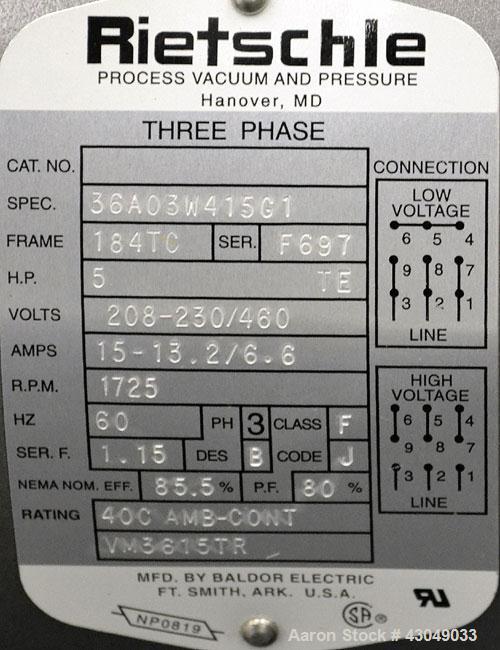 Rietschle
PROCESS VACUUM AND PRESSURE
Hanover, MD
THREE PHASE
CAT. NO.
SPEC. 36A03W415G1
FRAME 184TC SER. F697
H.P. 5 TE
VOLTS 208-230/460
AMPS 15-13.2/6.6
R.P.M. 1725
HZ 60 PH 3 CLASS F
SER. F. 1.15 DES B CODE J
NEMA NOM. EFF. 85.5 % P.F. 80 %
RATING 40C AMB-CONT
VM3615TR
CONNECTION
LOW
VOLTAGE
6 5 4
9 8 7
3 2 1
LINE
HIGH
VOLTAGE
6 5 4
9 8 7
3 2 1
LINE
MFD. BY BALDOR ELECTRIC
FT. SMITH, ARK. U.S.A.
NP0819
SA ®
Aaron Stock # 43049033